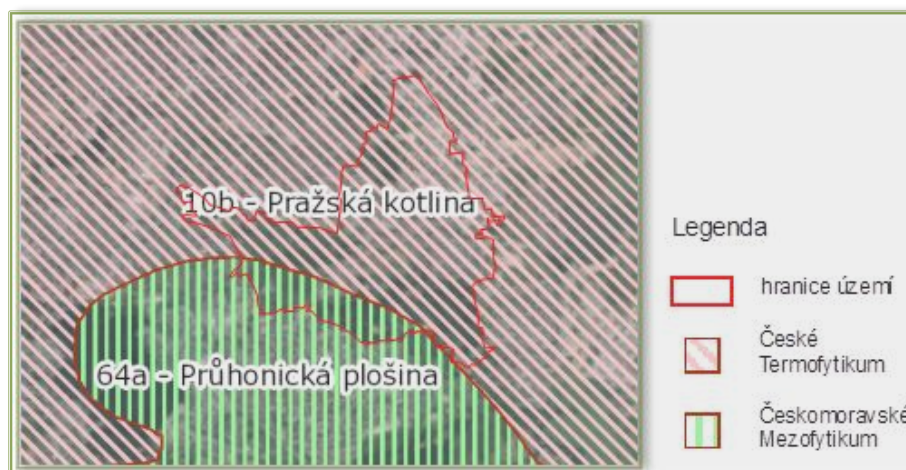 10b - Pražská kotlina
64a - Průhonická plošina
Legenda
hranice území
České
Termofytikum
Českomoravské
Mezofytikum